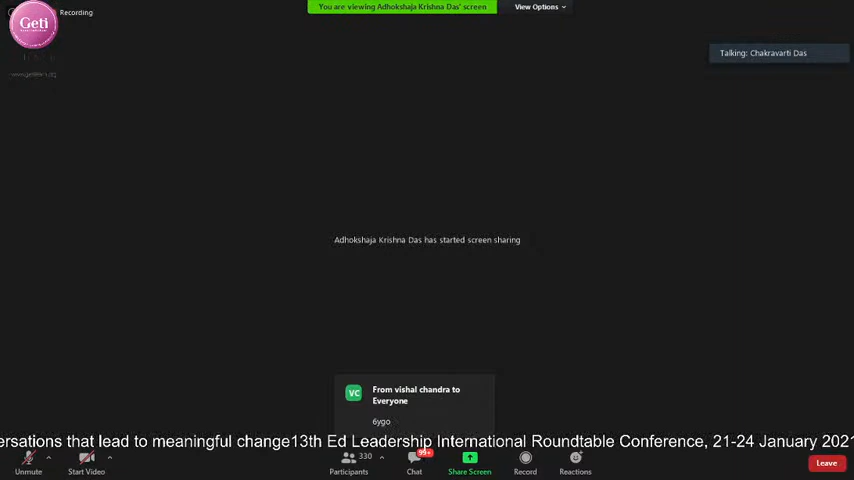 Geti
Recording
You are viewing Adhokshaja Krishna Das' screen
View Options
Talking: Chakravarti Das
Adhokshaja Krishna Das has started screen sharing
VC
From vishal chandra to
Everyone
6ygo
ersations that lead to meaningful change13th Ed Leadership International Roundtable Conference, 21-24 January 2021
Unmute
Start Video
330
Participants
99+
Chat
Share Screen
Record
Reactions
Leave